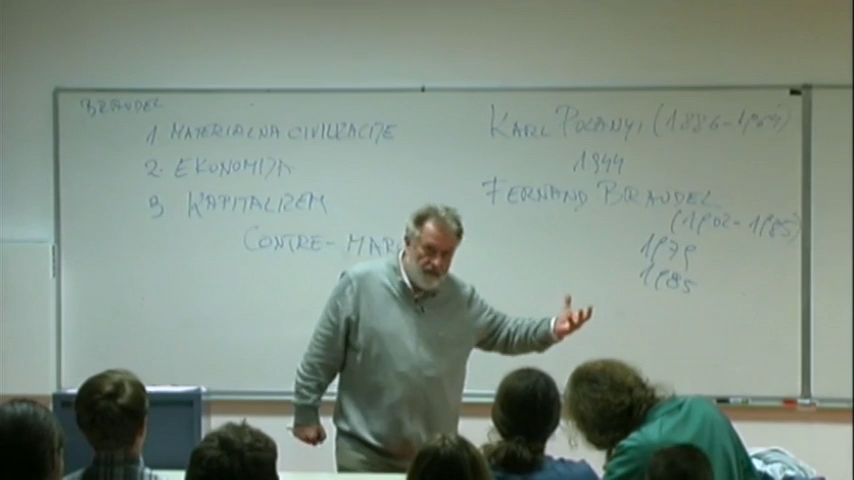 BRAUDEL
1. MATERIALNA CIVILIZACIJE
2. EKONOMIJA
3 KAPITALIZEM
CONTRE-MAR
KARL POLANYI (1886-1964)
1944
FERNAND BRAUDEL
(1902-1985)
1979
1985